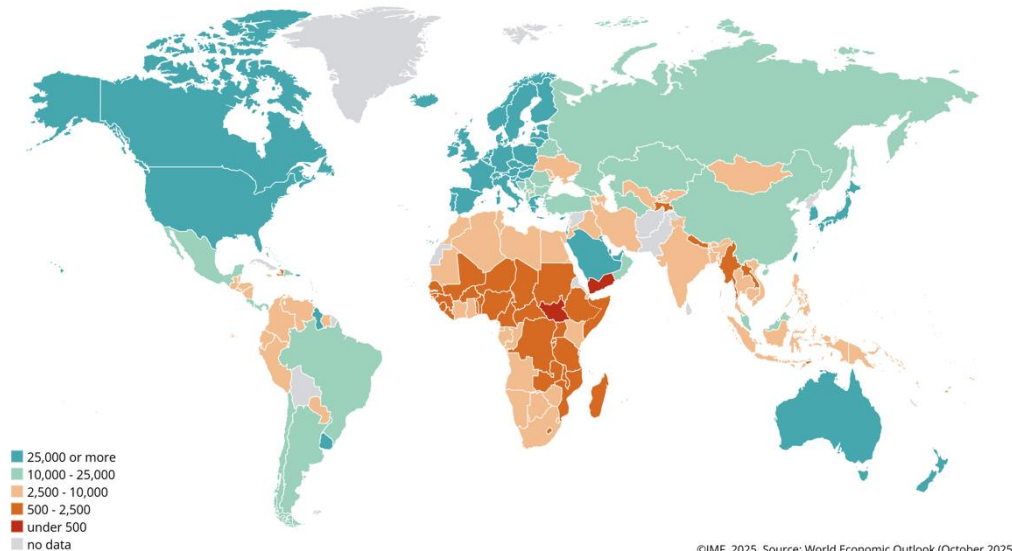 25,000 or more
10,000 - 25,000
2,500 - 10,000
500 - 2,500
under 500
no data
©IMF, 2025, Source: World Economic Outlook (October 2025